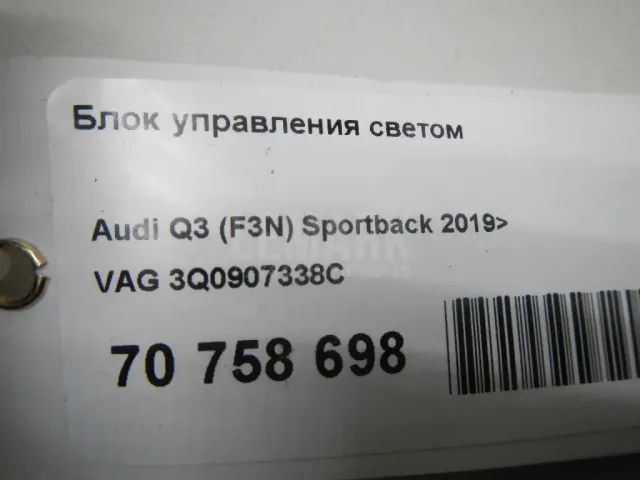 Блок управления светом
Audi Q3 (F3N) Sportback 2019>
VAG 3Q0907338C
70 758 698